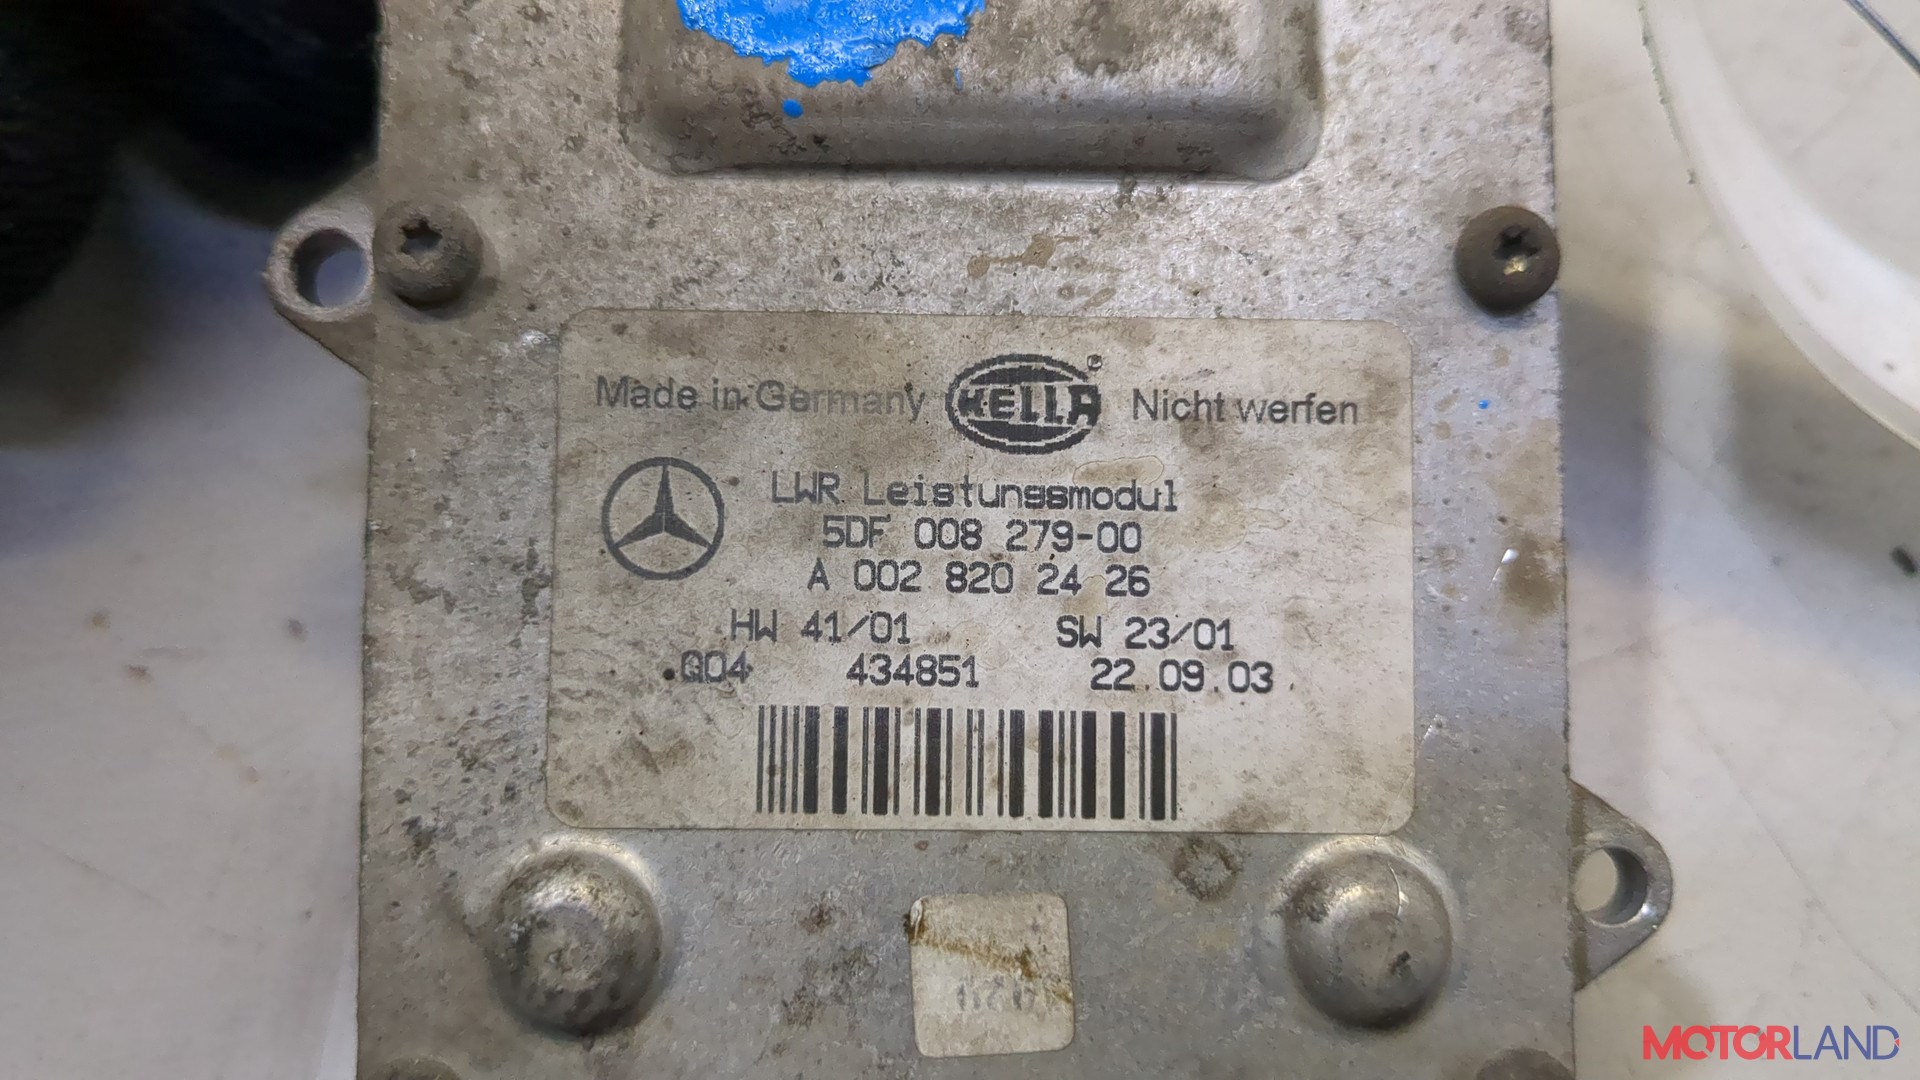 Made in Germany HELLA ® Nicht werfen
LWR Leistungsmodul
5DF 008 279-00
A 002 820 24 26
HW 41/01 SW 23/01
Q04 434851 22.09.03
MOTORLAND